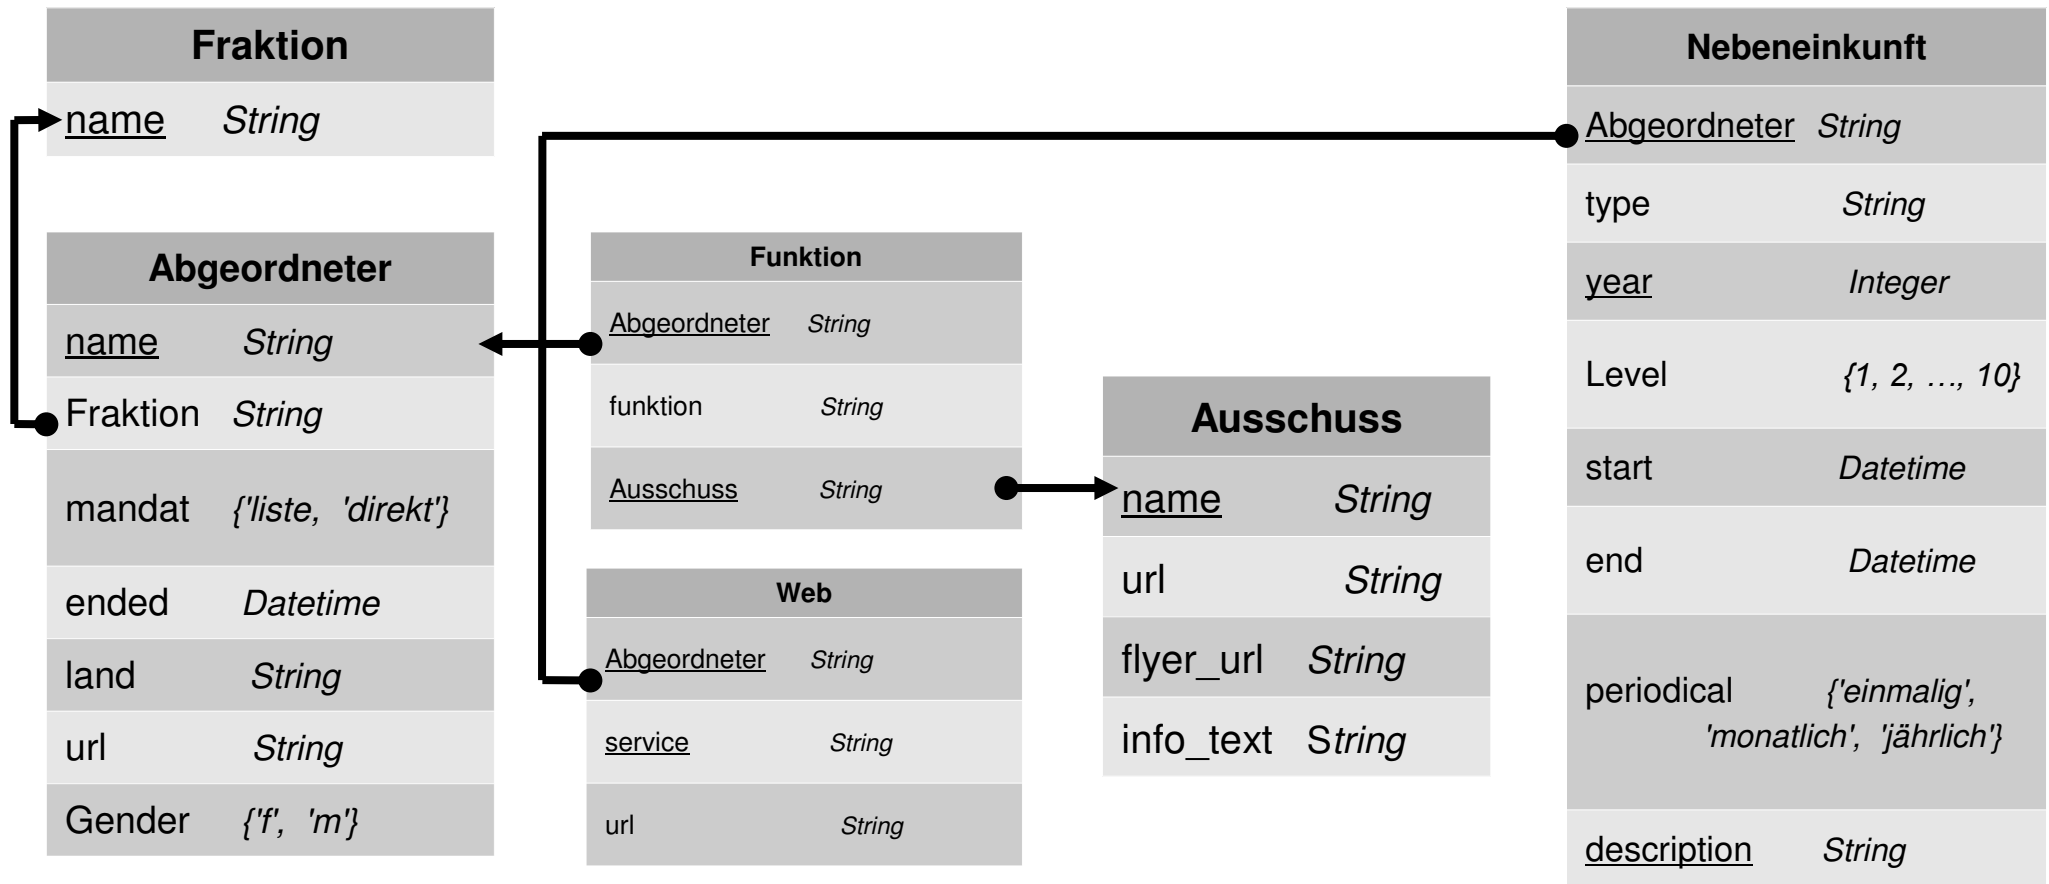 Fraktion
name String
Abgeordneter
name String
Fraktion String
mandat {'liste, 'direkt'}
ended Datetime
land String
url String
Gender {'f', 'm'}
Funktion
Abgeordneter String
funktion String
Ausschuss String
Web
Abgeordneter String
service String
url String
Ausschuss
name String
url String
flyer_url String
info_text String
Nebeneinkunft
Abgeordneter String
type String
year Integer
Level {1, 2, ..., 10}
start Datetime
end Datetime
periodical {'einmalig',
'monatlich', 'jährlich'}
description String